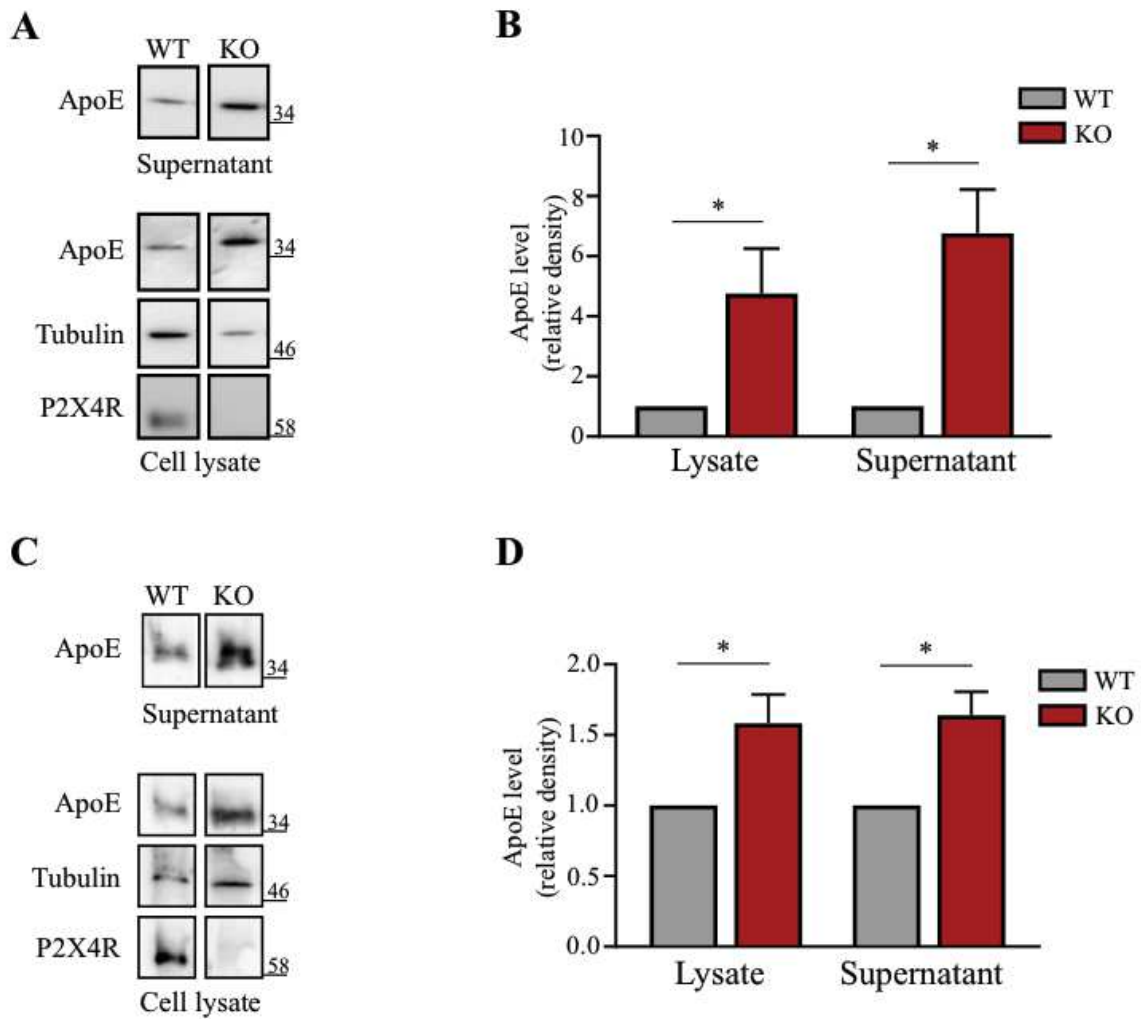 A
WT KO
ApoE
34
Supernatant
ApoE
34
Tubulin
46
P2X4R
58
Cell lysate
B
WT
KO
ApoE level
(relative density)
10
8
6
4
2
0
*
*
Lysate Supernatant
C
WT KO
ApoE
34
Supernatant
ApoE
34
Tubulin
46
P2X4R
58
Cell lysate
D
WT
KO
ApoE level
(relative density)
2.0
1.5
1.0
0.5
0.0
*
*
Lysate Supernatant